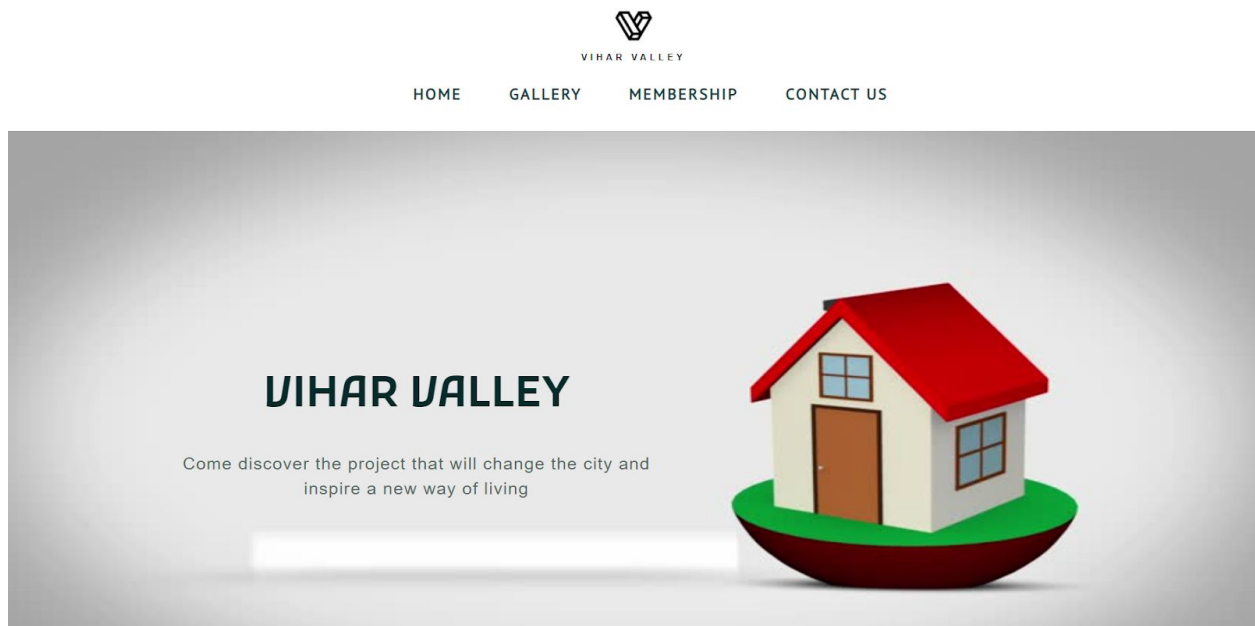 VIHAR VALLEY
HOME GALLERY MEMBERSHIP CONTACT US
VIHAR VALLEY
Come discover the project that will change the city and
inspire a new way of living